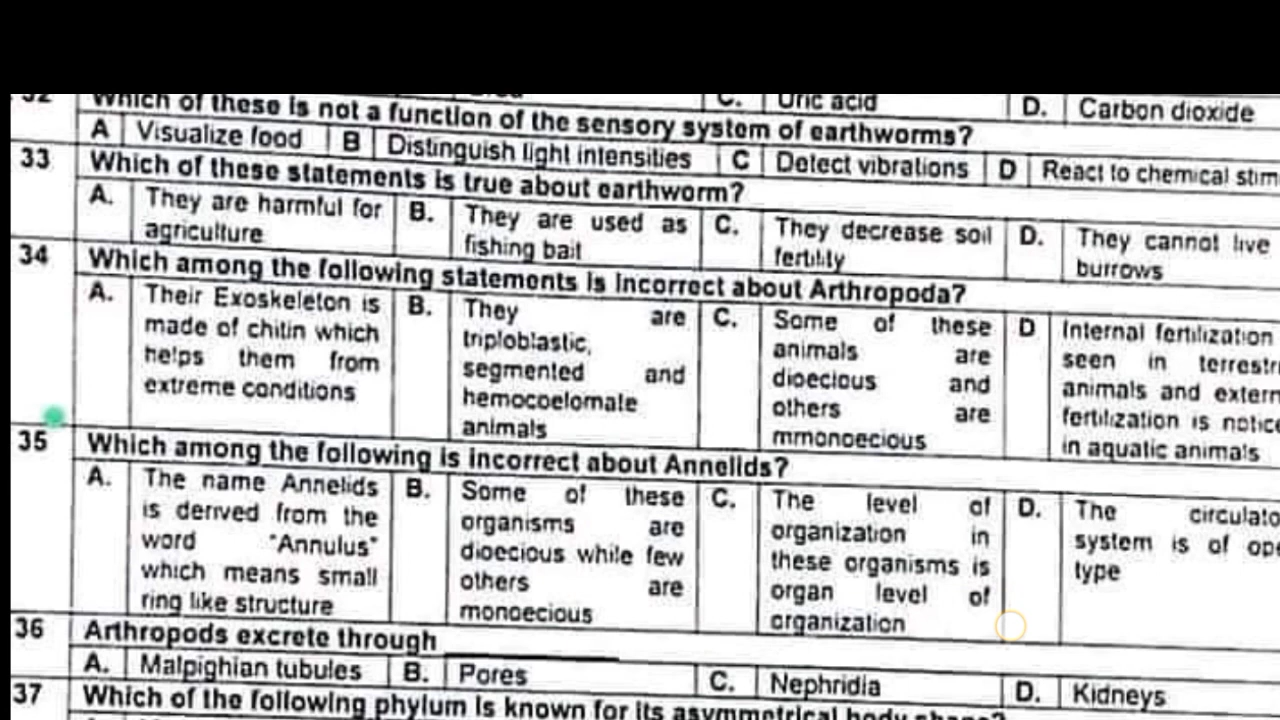 C. Uric acid D. Carbon dioxide
Which of these is not a function of the sensory system of earthworms?
A Visualize food B Distinguish light intensities C Detect vibrations D React to chemical stim
33 Which of these statements is true about earthworm?
A. They are harmful for B. They are used as C. They decrease soil D. They cannot live
agriculture fishing bait fertility burrows
34 Which among the following statements is incorrect about Arthropoda?
A. Their Exoskeleton is B. They are C. Some of these D Internal fertilization
made of chitin which triploblastic, animals are seen in terrestri
helps them from segmented and dioecious and animals and extern
extreme conditions hemocoelomate others are fertilization is notice
animals mmonoecious in aquatic animals
35 Which among the following is incorrect about Annelids?
A. The name Annelids B. Some of these C. The level of D. The circulato
is derived from the organisms are organization in system is of ope
word "Annulus" dioecious while few these organisms is type
which means small others are organ level of
ring like structure monoecious organization
36 Arthropods excrete through
A. Malpighian tubules B. Pores C. Nephridia D. Kidneys
37 Which of the following phylum is known for its asymmetrical body shape?